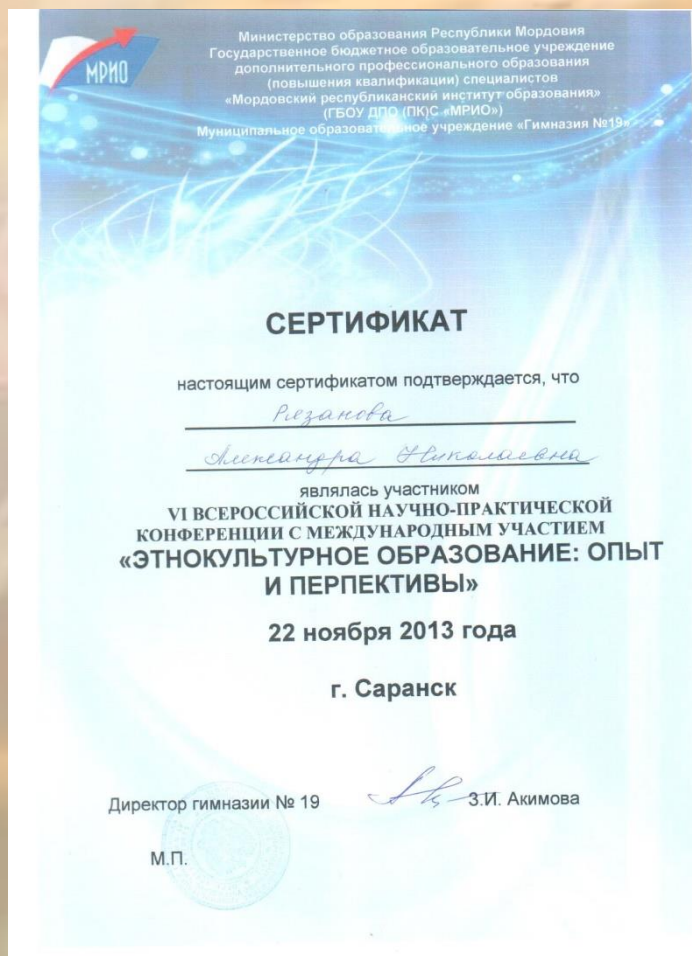 МРИО
Министерство образования Республики Мордовия
Государственное бюджетное образовательное учреждение
дополнительного профессионального образования
(повышения квалификации) специалистов
«Мордовский республиканский институт образования»
(ГБОУ ДПО (ПК)С «МРИО»)
Муниципальное образовательное учреждение «Гимназия №19»
СЕРТИФИКАТ
настоящим сертификатом подтверждается, что
Рязанова
Александра Николаевна
являлась участником
VI ВСЕРОССИЙСКОЙ НАУЧНО-ПРАКТИЧЕСКОЙ
КОНФЕРЕНЦИИ С МЕЖДУНАРОДНЫМ УЧАСТИЕМ
«ЭТНОКУЛЬТУРНОЕ ОБРАЗОВАНИЕ: ОПЫТ
И ПЕРПЕКТИВЫ»
22 ноября 2013 года
г. Саранск
Директор гимназии № 19 З.И. Акимова
М.П.